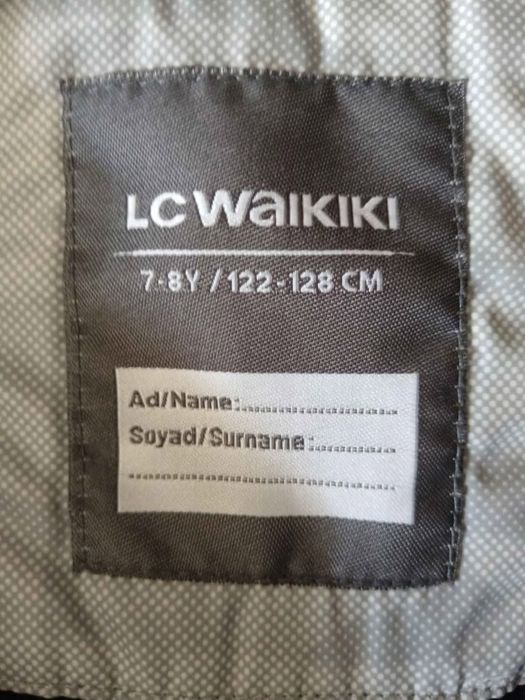 LC WAIKIKI
7-8Y / 122-128 CM
Ad/Name:
Soyad/Surname: